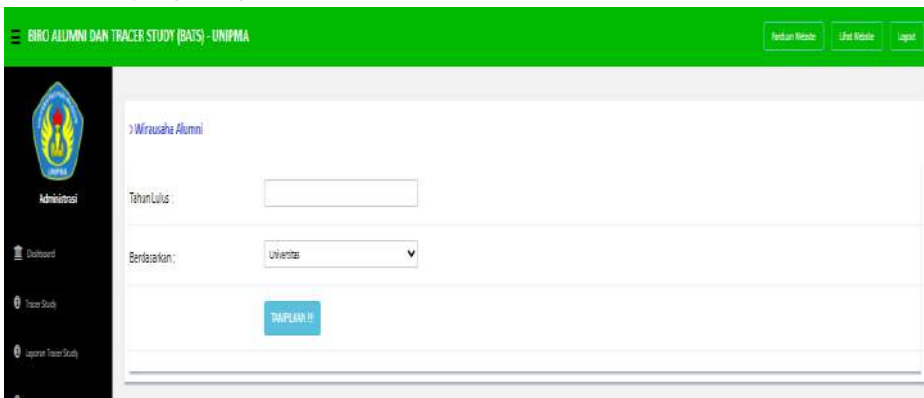 BIRO ALUMNI DAN TRACER STUDY (BATS) - UNIPMA
Panduan Website
Lihat Website
Logout
UNIPMA
Administrasi
Dashboard
Tracer Study
Laporan Tracer Study
> Wirausaha Alumni
Tahun Lulus :
Berdasarkan :
Universitas
TAMPILKAN !!!